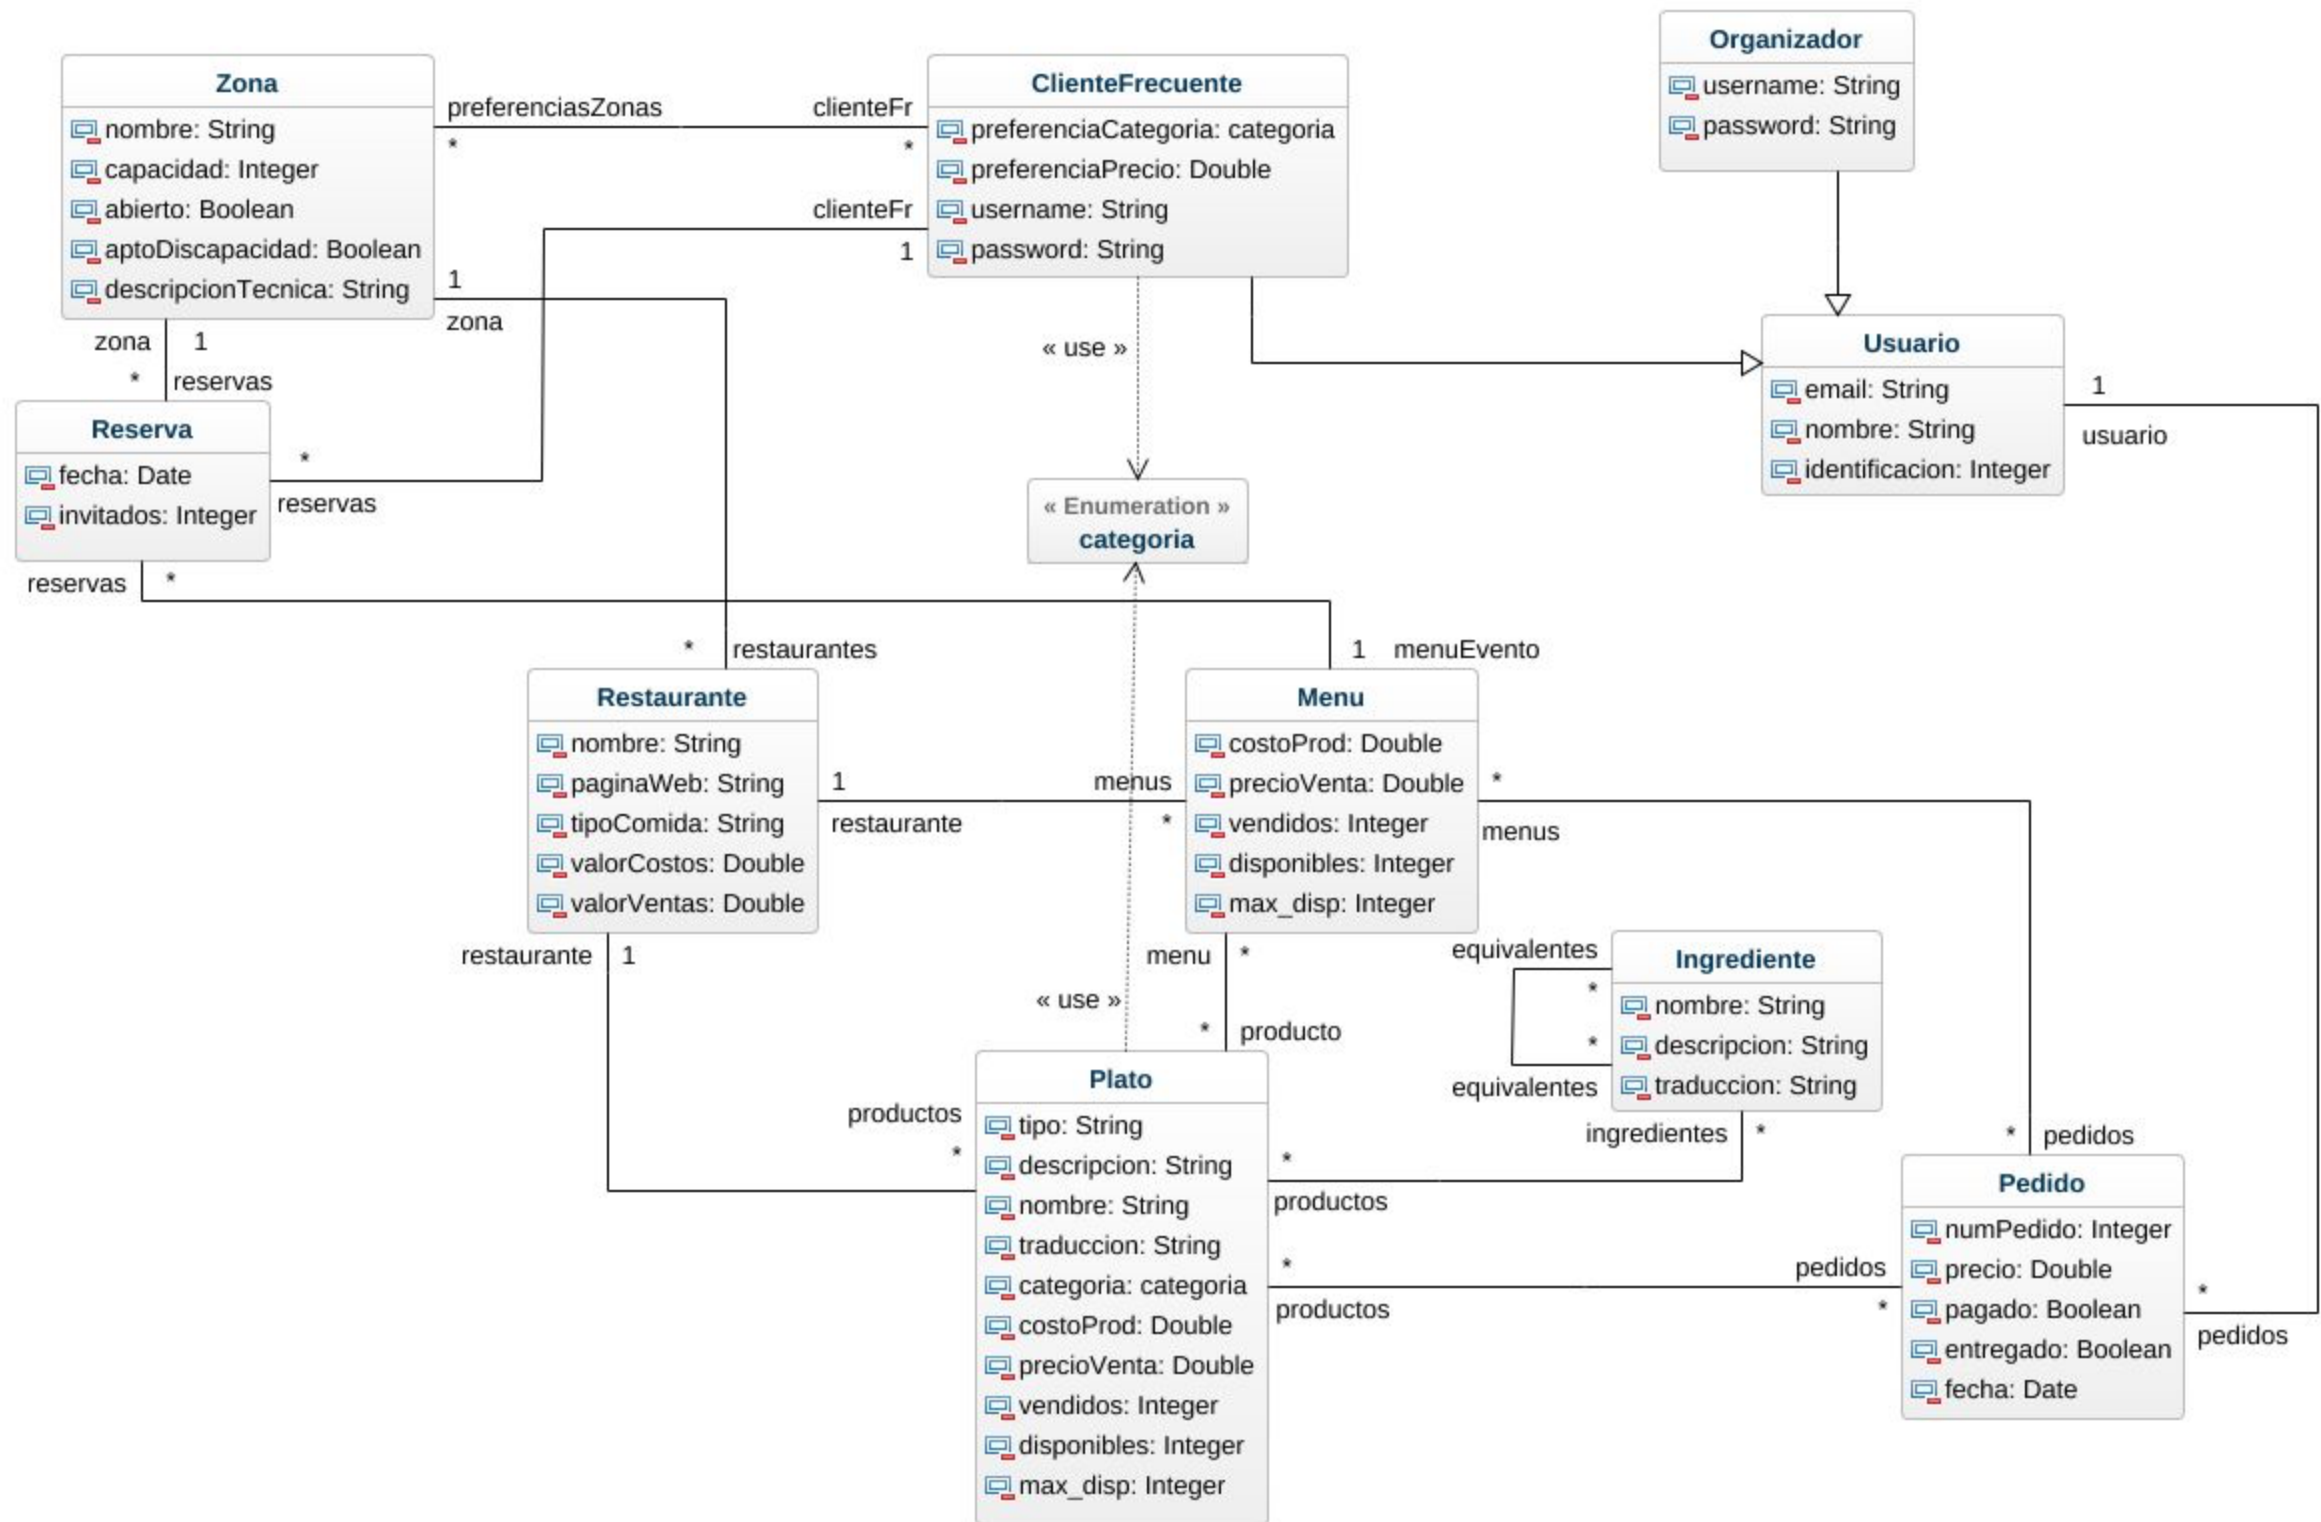 Organizador
username: String
password: String
Zona
nombre: String
capacidad: Integer
abierto: Boolean
aptoDiscapacidad: Boolean
descripcionTecnica: String
preferenciasZonas
*
clienteFr
*
clienteFr
1
ClienteFrecuente
preferenciaCategoria: categoria
preferenciaPrecio: Double
username: String
password: String
1
zona
zona 1
* reservas
« use »
Usuario
email: String
nombre: String
identificacion: Integer
1
usuario
Reserva
fecha: Date
invitados: Integer
*
reservas
reservas *
« Enumeration »
categoria
* restaurantes
1 menuEvento
Restaurante
nombre: String
paginaWeb: String
tipoComida: String
valorCostos: Double
valorVentas: Double
1
restaurante
menus
*
Menu
costoProd: Double
precioVenta: Double
vendidos: Integer
disponibles: Integer
max_disp: Integer
*
menus
restaurante 1
menu *
« use »
* producto
equivalentes
*
*
equivalentes
Ingrediente
nombre: String
descripcion: String
traduccion: String
ingredientes *
productos
*
Plato
tipo: String
descripcion: String
nombre: String
traduccion: String
categoria: categoria
costoProd: Double
precioVenta: Double
vendidos: Integer
disponibles: Integer
max_disp: Integer
*
productos
*
productos
pedidos
*
* pedidos
Pedido
numPedido: Integer
precio: Double
pagado: Boolean
entregado: Boolean
fecha: Date
*
pedidos